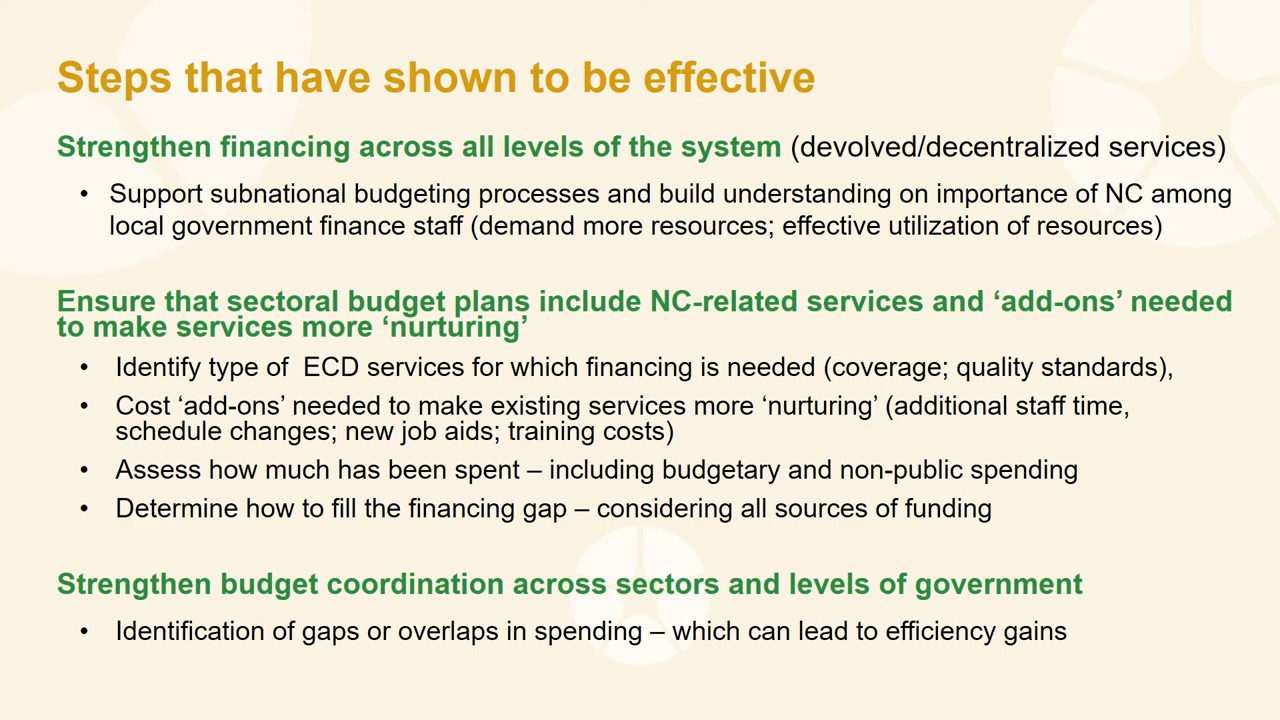 Steps that have shown to be effective
Strengthen financing across all levels of the system (devolved/decentralized services)
• Support subnational budgeting processes and build understanding on importance of NC among
local government finance staff (demand more resources; effective utilization of resources)
Ensure that sectoral budget plans include NC-related services and ‘add-ons’ needed
to make services more ‘nurturing’
• Identify type of  ECD services for which financing is needed (coverage; quality standards),
• Cost ‘add-ons’ needed to make existing services more ‘nurturing’ (additional staff time,
schedule changes; new job aids; training costs)
• Assess how much has been spent – including budgetary and non-public spending
• Determine how to fill the financing gap – considering all sources of funding
Strengthen budget coordination across sectors and levels of government
• Identification of gaps or overlaps in spending – which can lead to efficiency gains